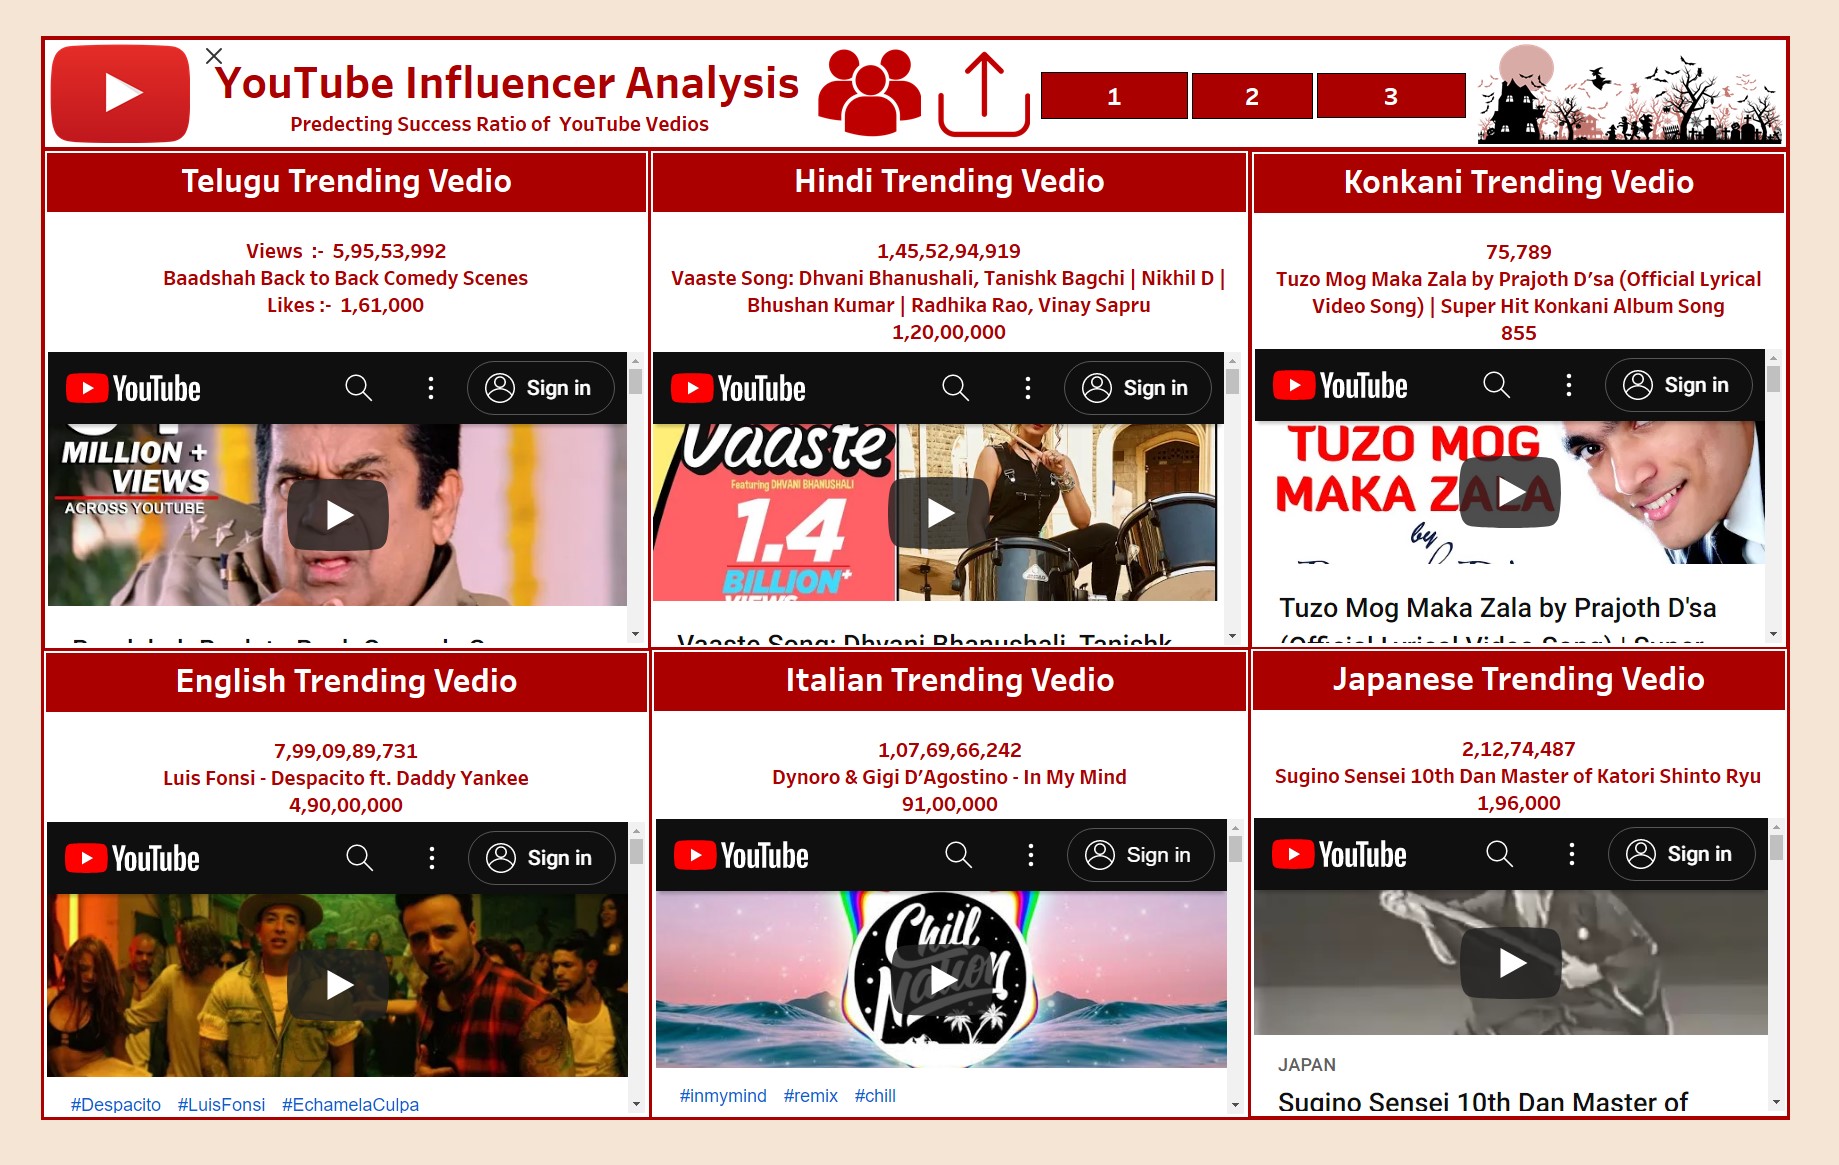 YouTube Influencer Analysis
Predecting Success Ratio of YouTube Vedios
1
2
3
Telugu Trending Vedio
Views :- 5,95,53,992
Baadshah Back to Back Comedy Scenes
Likes :- 1,61,000
YouTube
Sign in
MILLION +
VIEWS
ACROSS YOUTUBE
Hindi Trending Vedio
1,45,52,94,919
Vaaste Song: Dhvani Bhanushali, Tanishk Bagchi | Nikhil D |
Bhushan Kumar | Radhika Rao, Vinay Sapru
1,20,00,000
YouTube
Sign in
Vaaste
Featuring DHVANI BHANUSHALI
1.4
BILLION+
VIEWS
Vaaste Song: Dhvani Bhanushali, Tanishk
Konkani Trending Vedio
75,789
Tuzo Mog Maka Zala by Prajoth D'sa (Official Lyrical
Video Song) | Super Hit Konkani Album Song
855
YouTube
Sign in
TUZO MOG
MAKA ZALA
by
Tuzo Mog Maka Zala by Prajoth D'sa
(Official Lyrical Video Song) | Super
English Trending Vedio
7,99,09,89,731
Luis Fonsi - Despacito ft. Daddy Yankee
4,90,00,000
YouTube
Sign in
#Despacito #LuisFonsi #EchamelaCulpa
Italian Trending Vedio
1,07,69,66,242
Dynoro & Gigi D'Agostino - In My Mind
91,00,000
YouTube
Sign in
Chill
Nation
#inmymind #remix #chill
Japanese Trending Vedio
2,12,74,487
Sugino Sensei 10th Dan Master of Katori Shinto Ryu
1,96,000
YouTube
Sign in
JAPAN
Sugino Sensei 10th Dan Master of